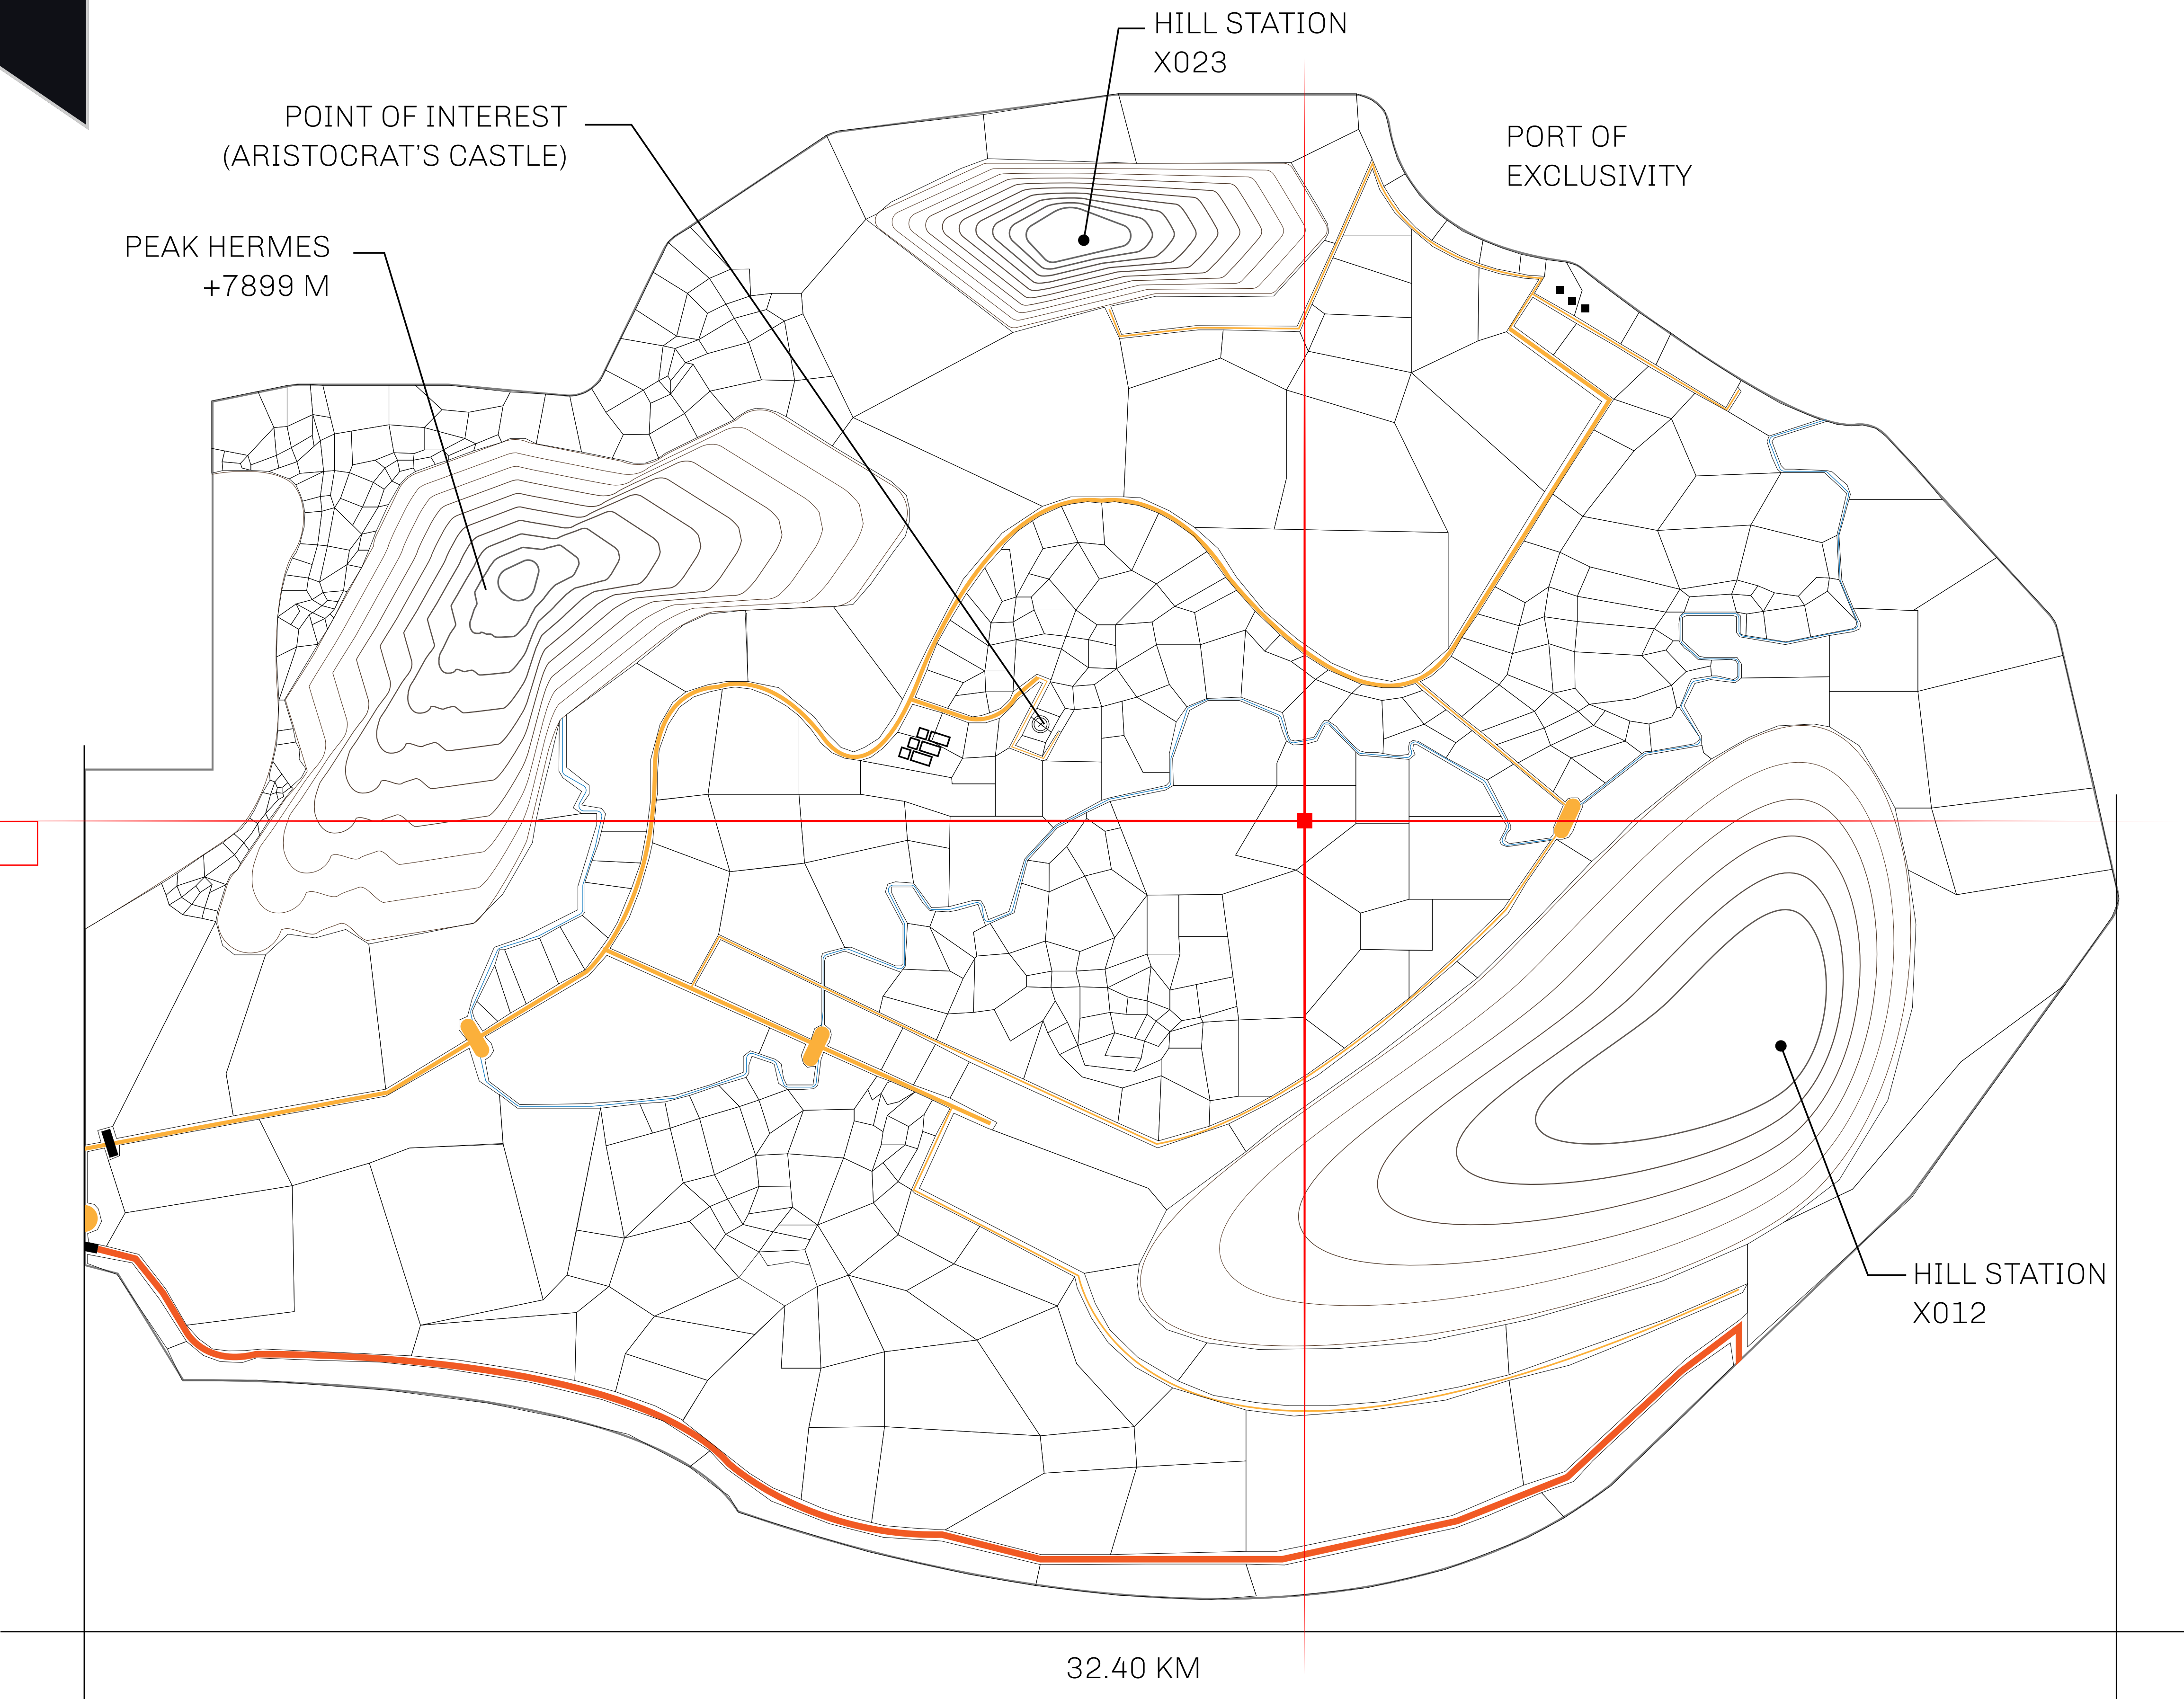 HILL STATION
X023
POINT OF INTEREST
(ARISTOCRAT'S CASTLE)
PORT OF
EXCLUSIVITY
PEAK HERMES
+7899 M
HILL STATION
X012
32.40 KM